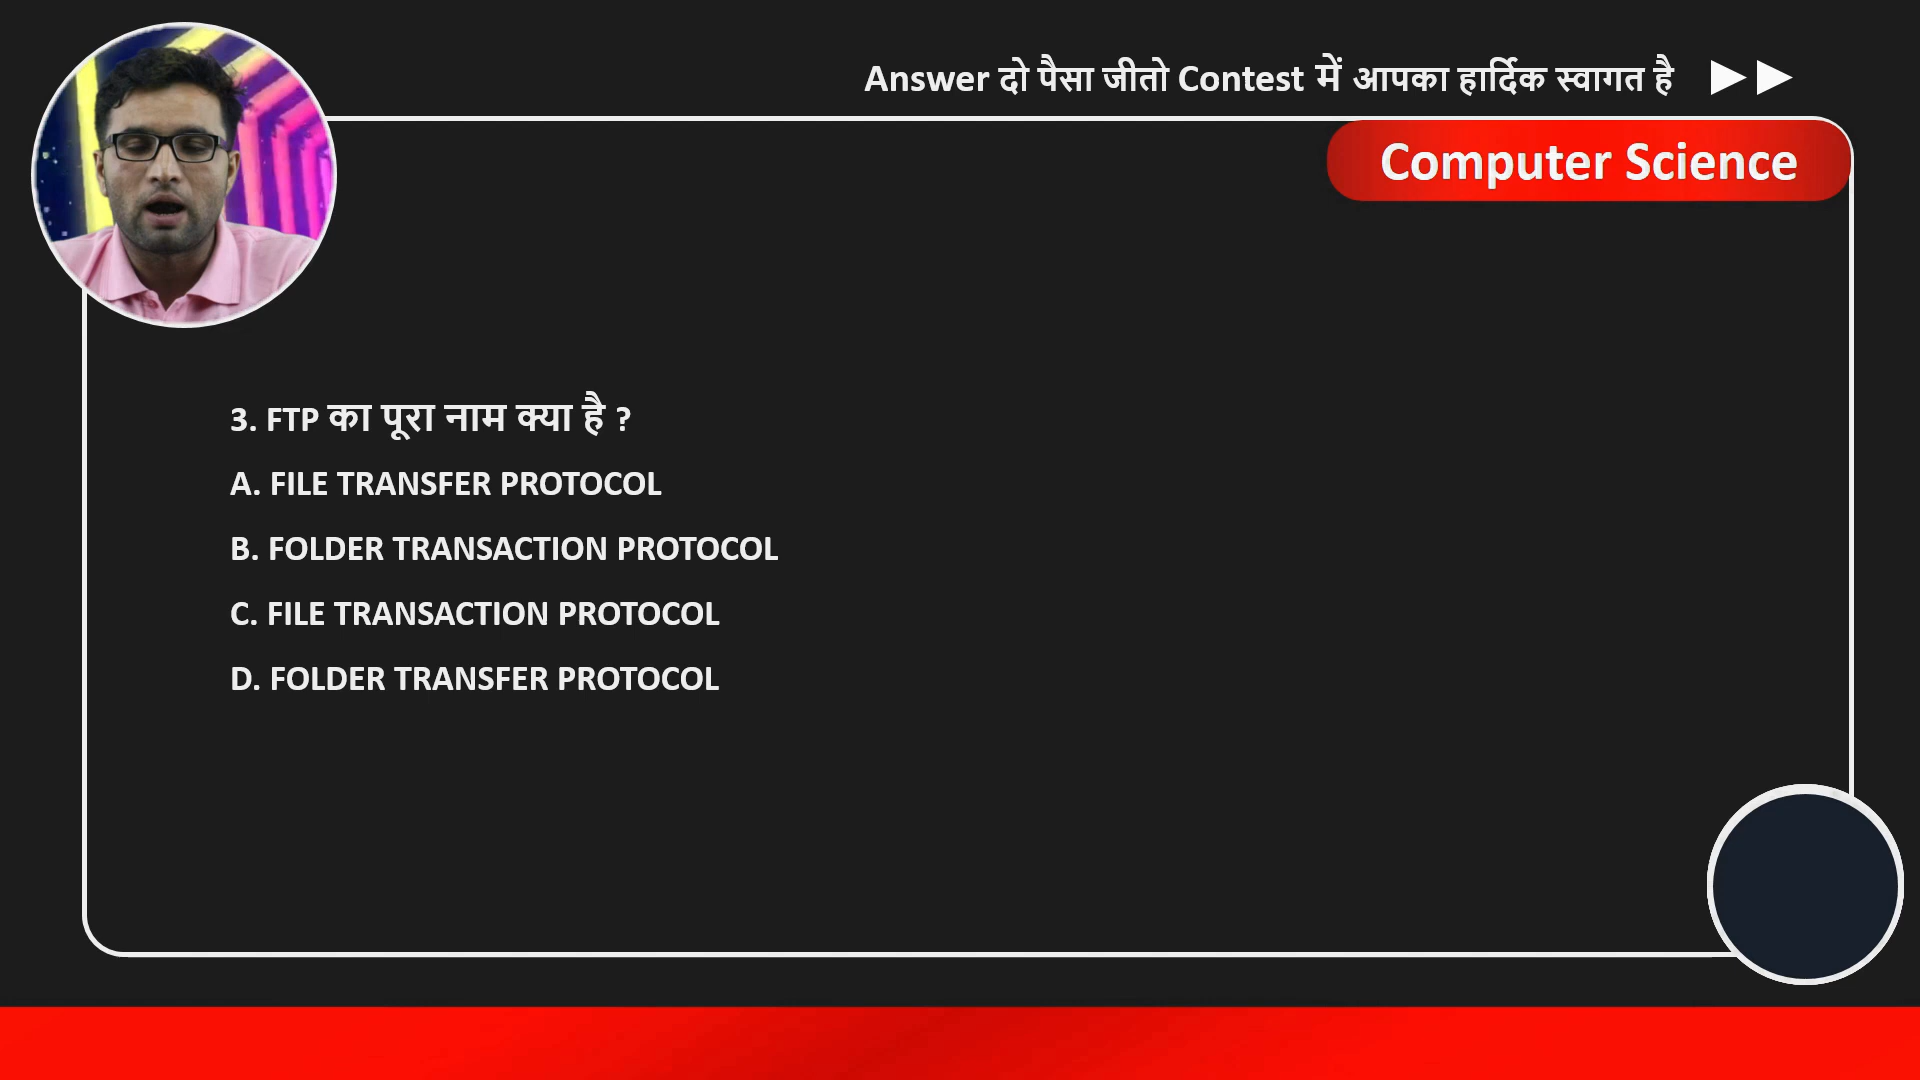 Answer दो पैसा जीतो Contest में आपका हार्दिक स्वागत है
Computer Science
3. FTP का पूरा नाम क्या है ?
A. FILE TRANSFER PROTOCOL
B. FOLDER TRANSACTION PROTOCOL
C. FILE TRANSACTION PROTOCOL
D. FOLDER TRANSFER PROTOCOL